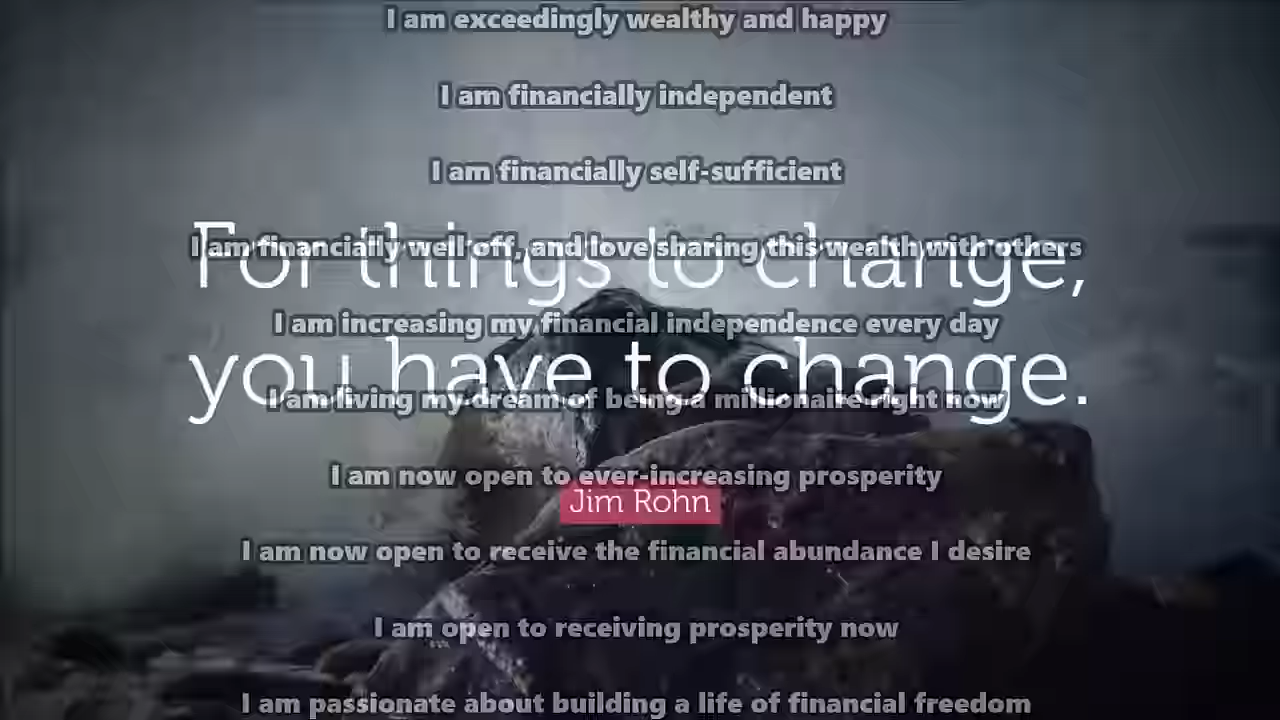 I am exceedingly wealthy and happy
I am financially independent
I am financially self-sufficient
I am financially well off, and love sharing this wealth with others
For things to change,
I am increasing my financial independence every day
you have to change.
I am living my dream of being a millionaire right now
I am now open to ever-increasing prosperity
Jim Rohn
I am now open to receive the financial abundance I desire
I am open to receiving prosperity now
I am passionate about building a life of financial freedom